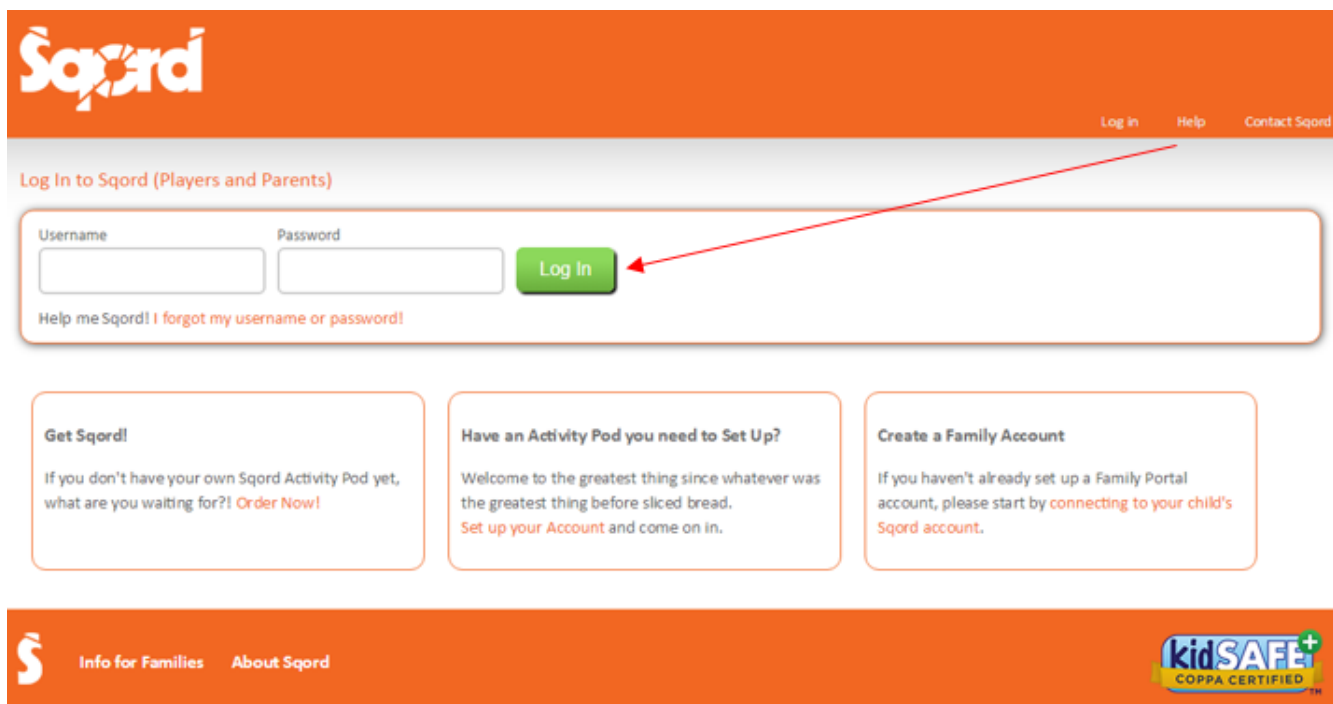 Sqord
Log in Help Contact Sqord
Log In to Sqord (Players and Parents)
Username Password
Log In
Help me Sqord! I forgot my username or password!
Get Sqord!
If you don't have your own Sqord Activity Pod yet,
what are you waiting for?! Order Now!
Have an Activity Pod you need to Set Up?
Welcome to the greatest thing since whatever was
the greatest thing before sliced bread.
Set up your Account and come on in.
Create a Family Account
If you haven't already set up a Family Portal
account, please start by connecting to your child's
Sqord account.
S Info for Families About Sqord
kidSAFE+
COPPA CERTIFIED
TM